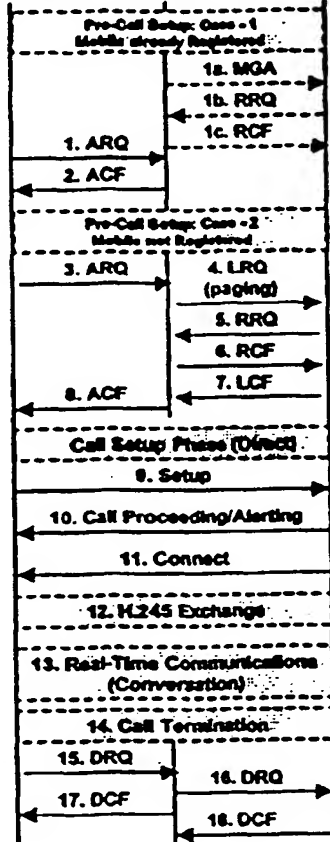 Pre-Call Setup: Case - 1
Mobile already Registered
1a. MGA
1b. RRQ
1c. RCF
1. ARQ
2. ACF
Pre-Call Setup: Case - 2
Mobile not Registered
3. ARQ
4. LRQ
(paging)
5. RRQ
6. RCF
7. LCF
8. ACF
Call Setup Phase (Direct)
9. Setup
10. Call Proceeding/Alerting
11. Connect
12. H.245 Exchange
13. Real-Time Communications
(Conversation)
14. Call Termination
15. DRQ
16. DRQ
17. DCF
18. DCF